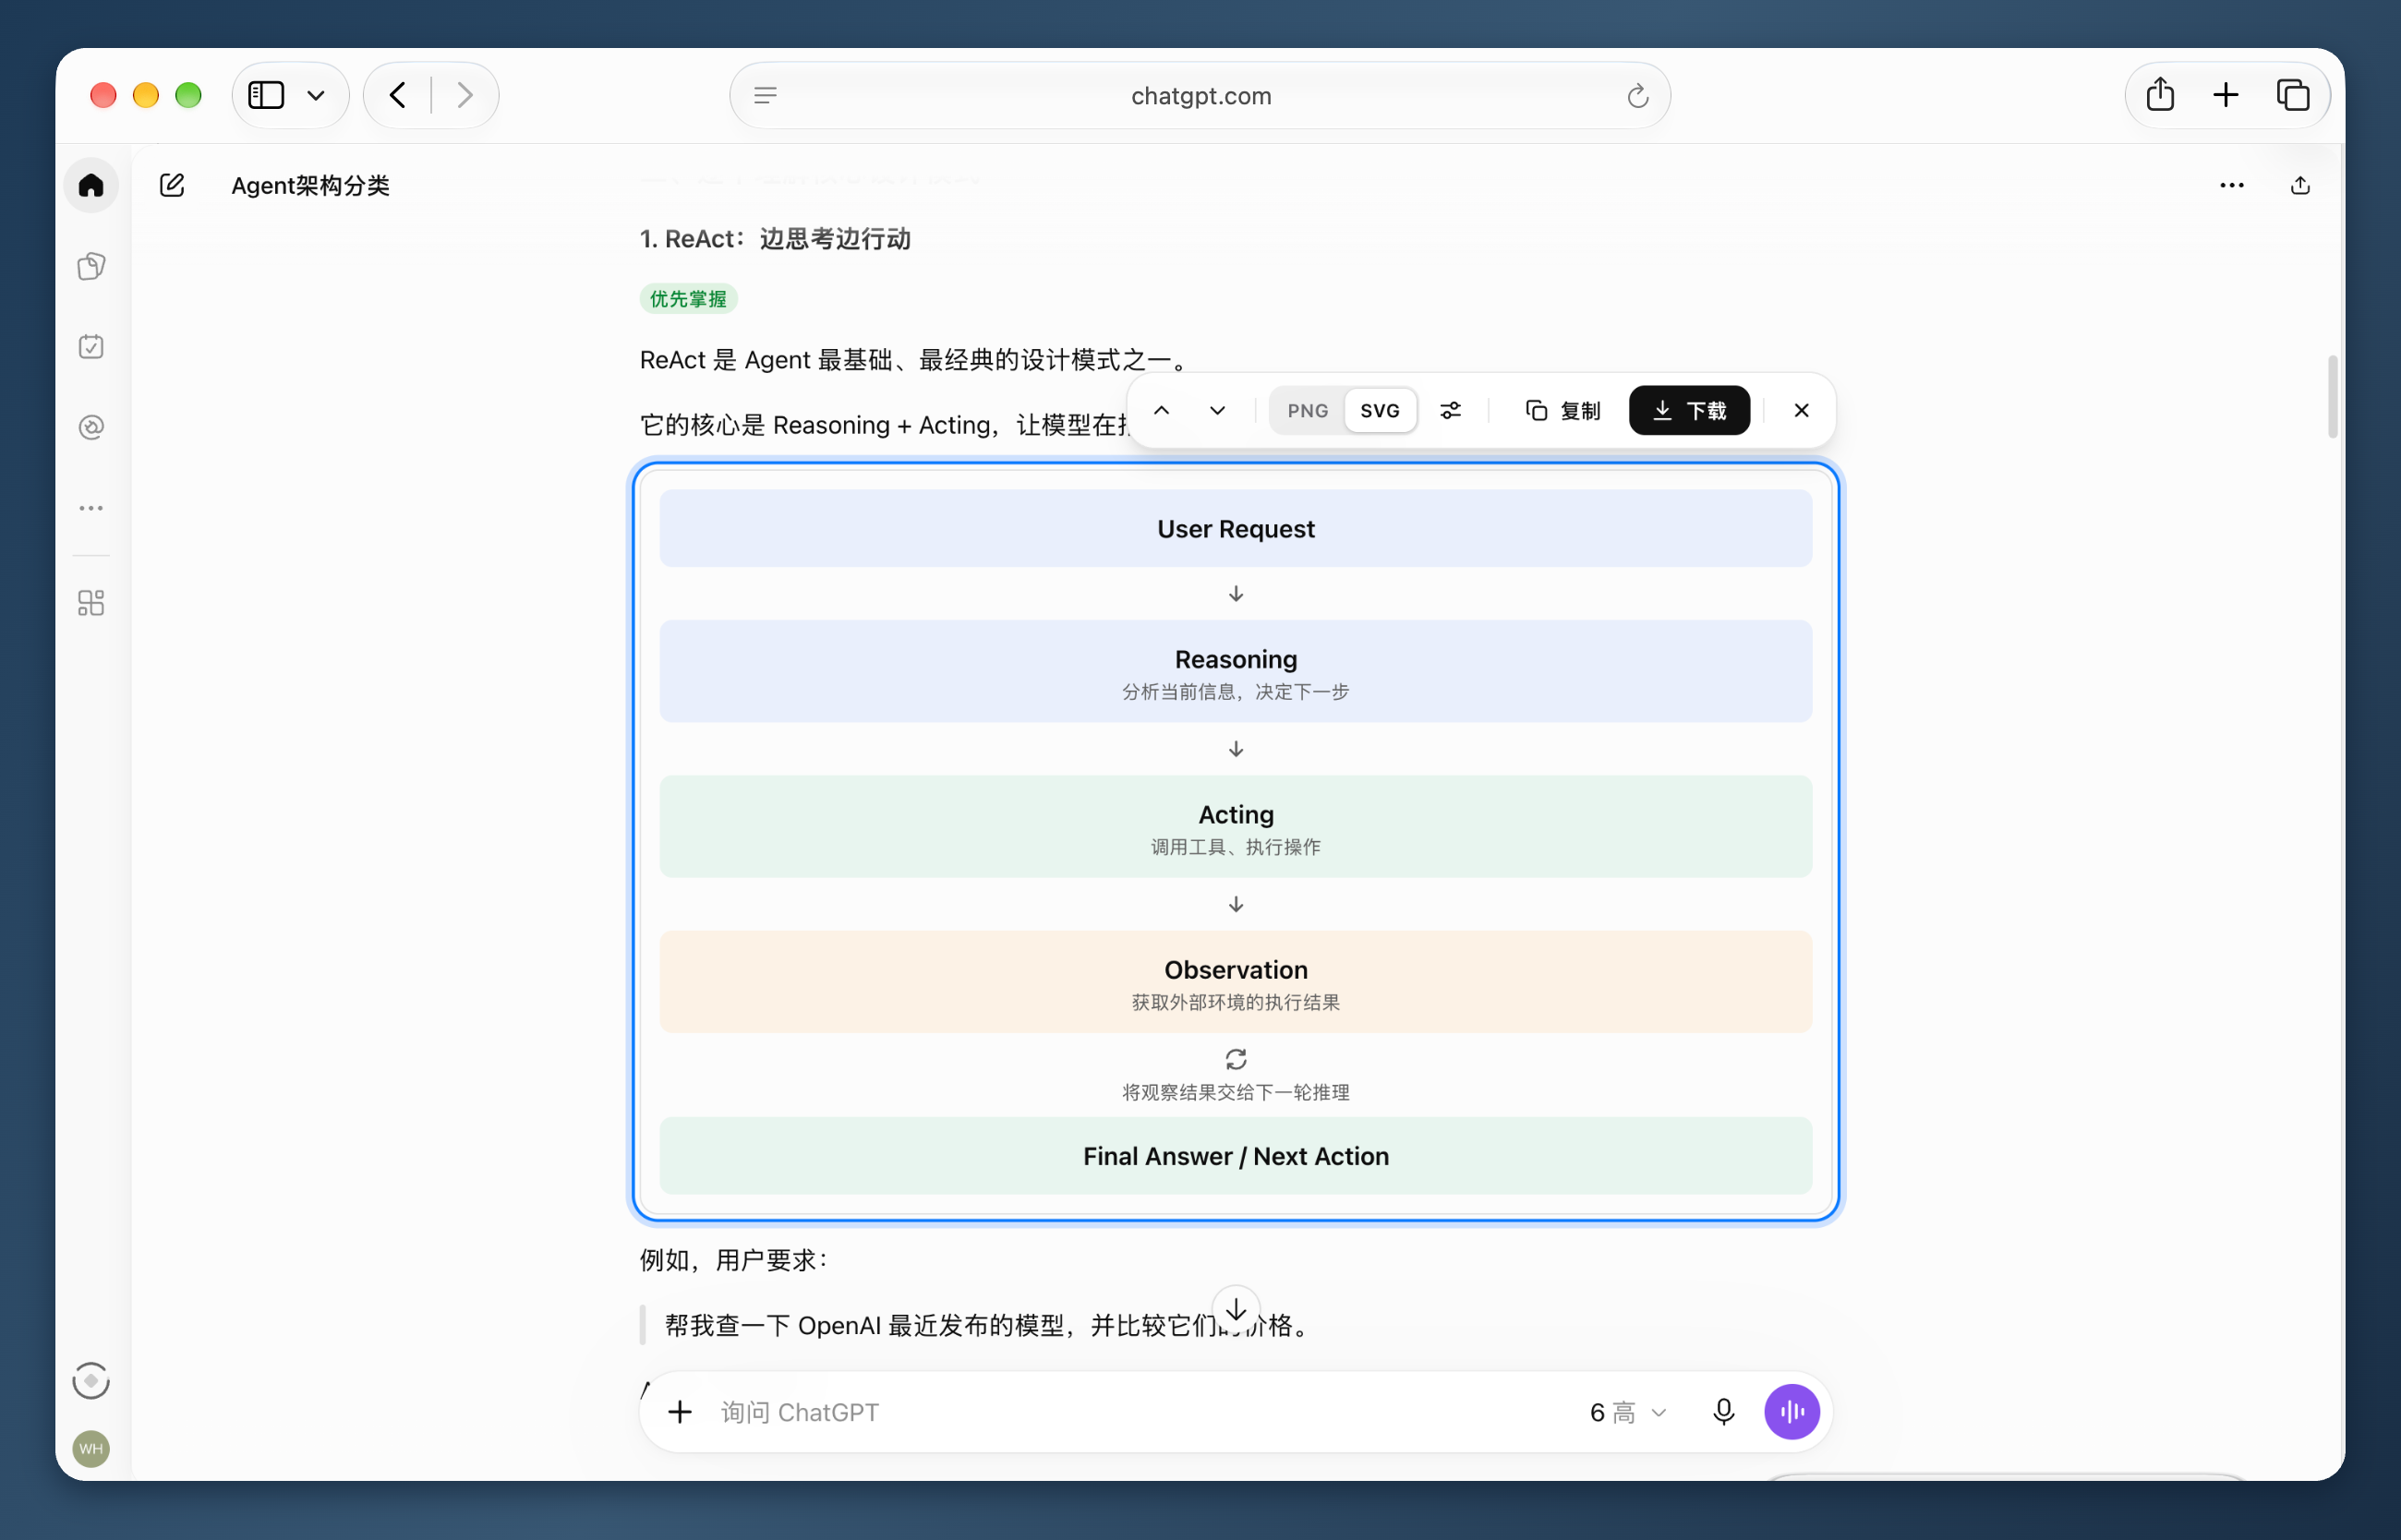 chatgpt.com
Agent架构分类
1. ReAct：边思考边行动
优先掌握
ReAct 是 Agent 最基础、最经典的设计模式之一。
它的核心是 Reasoning + Acting，让模型在
PNG
SVG
复制
下载
User Request
Reasoning
分析当前信息，决定下一步
Acting
调用工具、执行操作
Observation
获取外部环境的执行结果
将观察结果交给下一轮推理
Final Answer / Next Action
例如，用户要求：
帮我查一下 OpenAI 最近发布的模型，并比较它们的价格。
询问 ChatGPT
6 高
WH